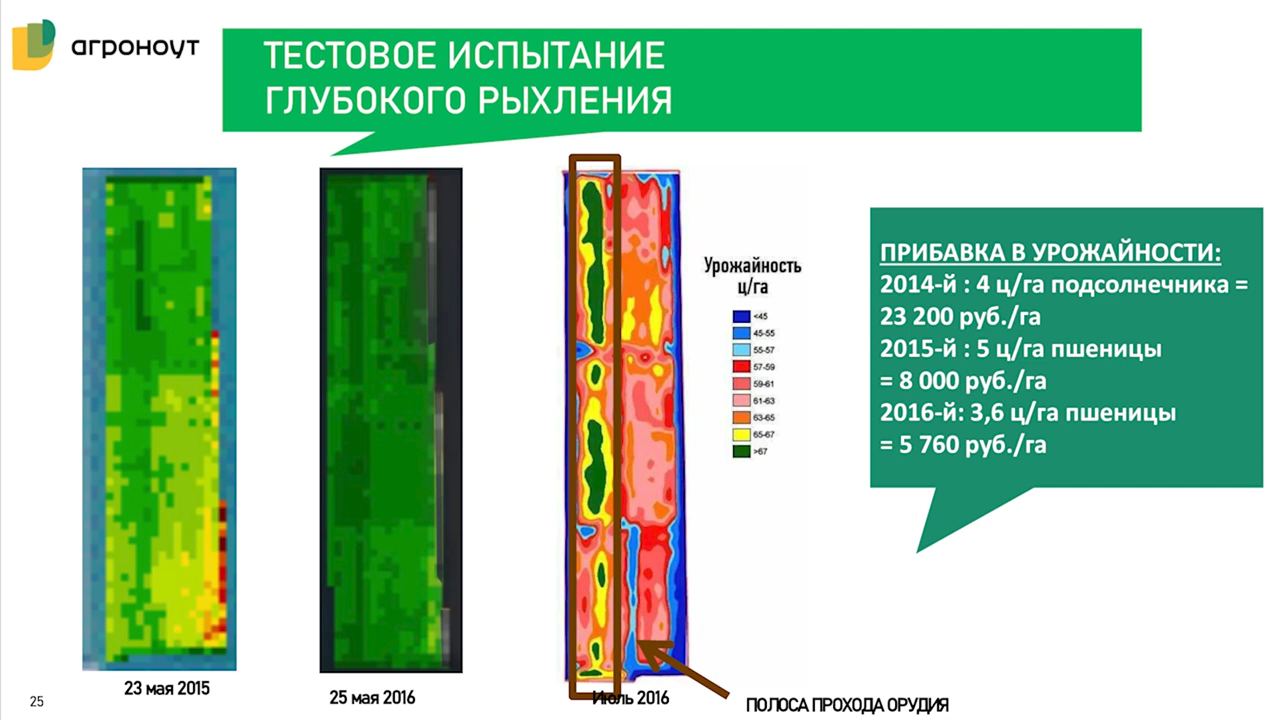 агроноут
ТЕСТОВОЕ ИСПЫТАНИЕ
ГЛУБОКОГО РЫХЛЕНИЯ
Урожайность
ц/га
<45
45-55
55-57
57-59
59-61
61-63
63-65
65-67
>67
ПРИБАВКА В УРОЖАЙНОСТИ:
2014-й : 4 ц/га подсолнечника =
23 200 руб./га
2015-й : 5 ц/га пшеницы
= 8 000 руб./га
2016-й: 3,6 ц/га пшеницы
= 5 760 руб./га
23 мая 2015
25 мая 2016
Июль 2016
ПОЛОСА ПРОХОДА ОРУДИЯ
25